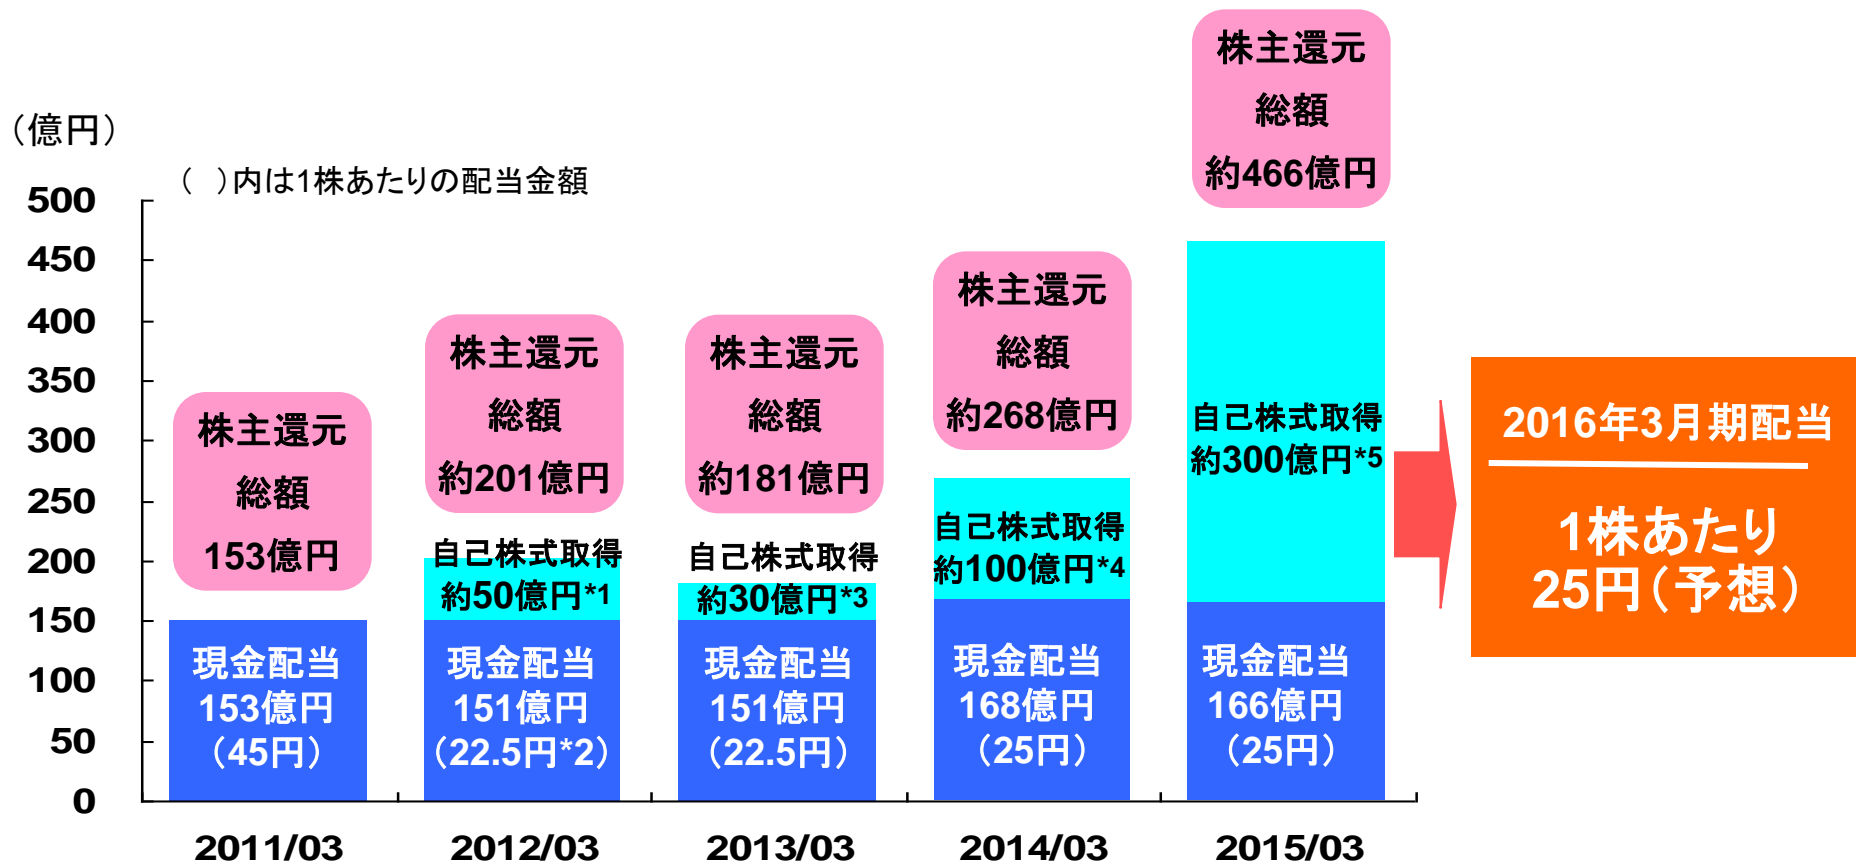 (億円)
(　)内は1株あたりの配当金額
500
450
400
350
300
250
200
150
100
50
0
株主還元
総額
153億円
現金配当
153億円
(45円)
2011/03
株主還元
総額
約201億円
自己株式取得
約50億円*1
現金配当
151億円
(22.5円*2)
2012/03
株主還元
総額
約181億円
自己株式取得
約30億円*3
現金配当
151億円
(22.5円)
2013/03
株主還元
総額
約268億円
自己株式取得
約100億円*4
現金配当
168億円
(25円)
2014/03
株主還元
総額
約466億円
自己株式取得
約300億円*5
現金配当
166億円
(25円)
2015/03
2016年3月期配当
1株あたり
25円(予想)